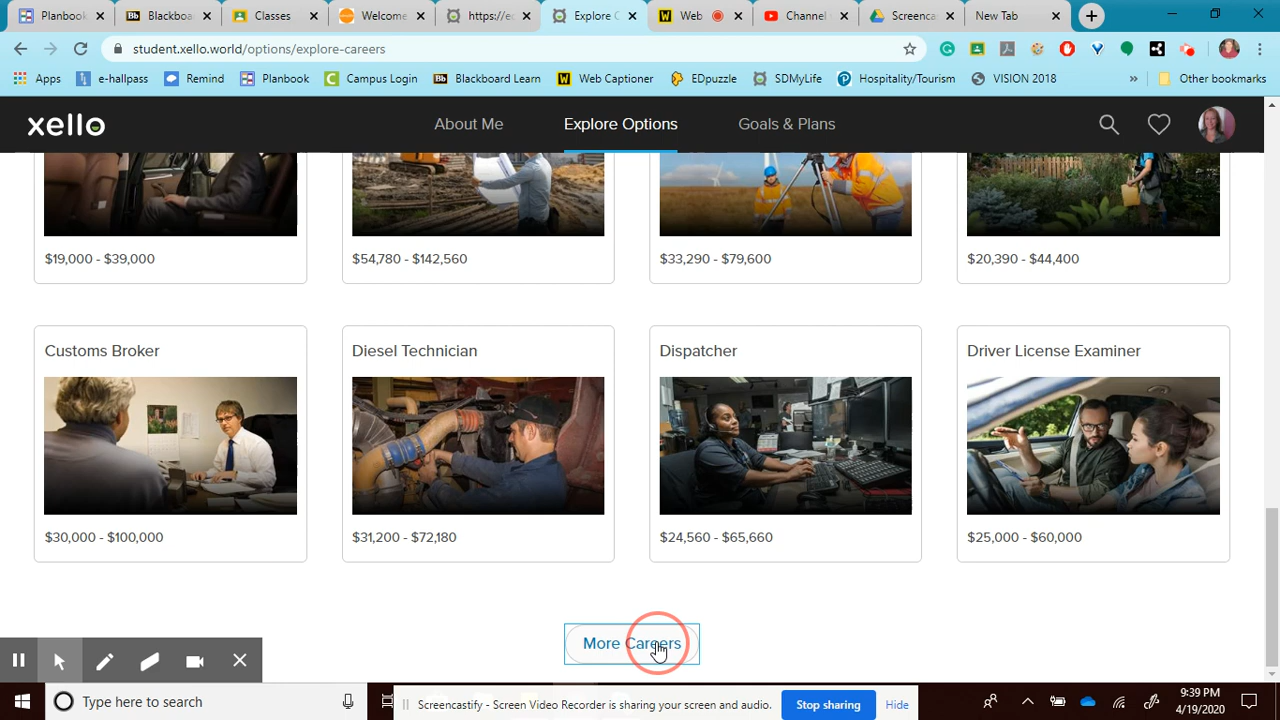 Planboo
Blackboa
Classes
Welcome
https://e
Explore C
Web
Channel
Screenca
New Tab
student.xello.world/options/explore-careers
Apps
e-hallpass
Remind
Planbook
Campus Login
Bb Blackboard Learn
W Web Captioner
EDpuzzle
SDMyLife
Hospitality/Tourism
VISION 2018
»
Other bookmarks
xello
About Me
Explore Options
Goals & Plans
$19,000 - $39,000
$54,780 - $142,560
$33,290 - $79,600
$20,390 - $44,400
Customs Broker
Diesel Technician
Dispatcher
Driver License Examiner
$30,000 - $100,000
$31,200 - $72,180
$24,560 - $65,660
$25,000 - $60,000
More Careers
Type here to search
Screencastify - Screen Video Recorder is sharing your screen and audio.
Stop sharing
Hide
9:39 PM
4/19/2020